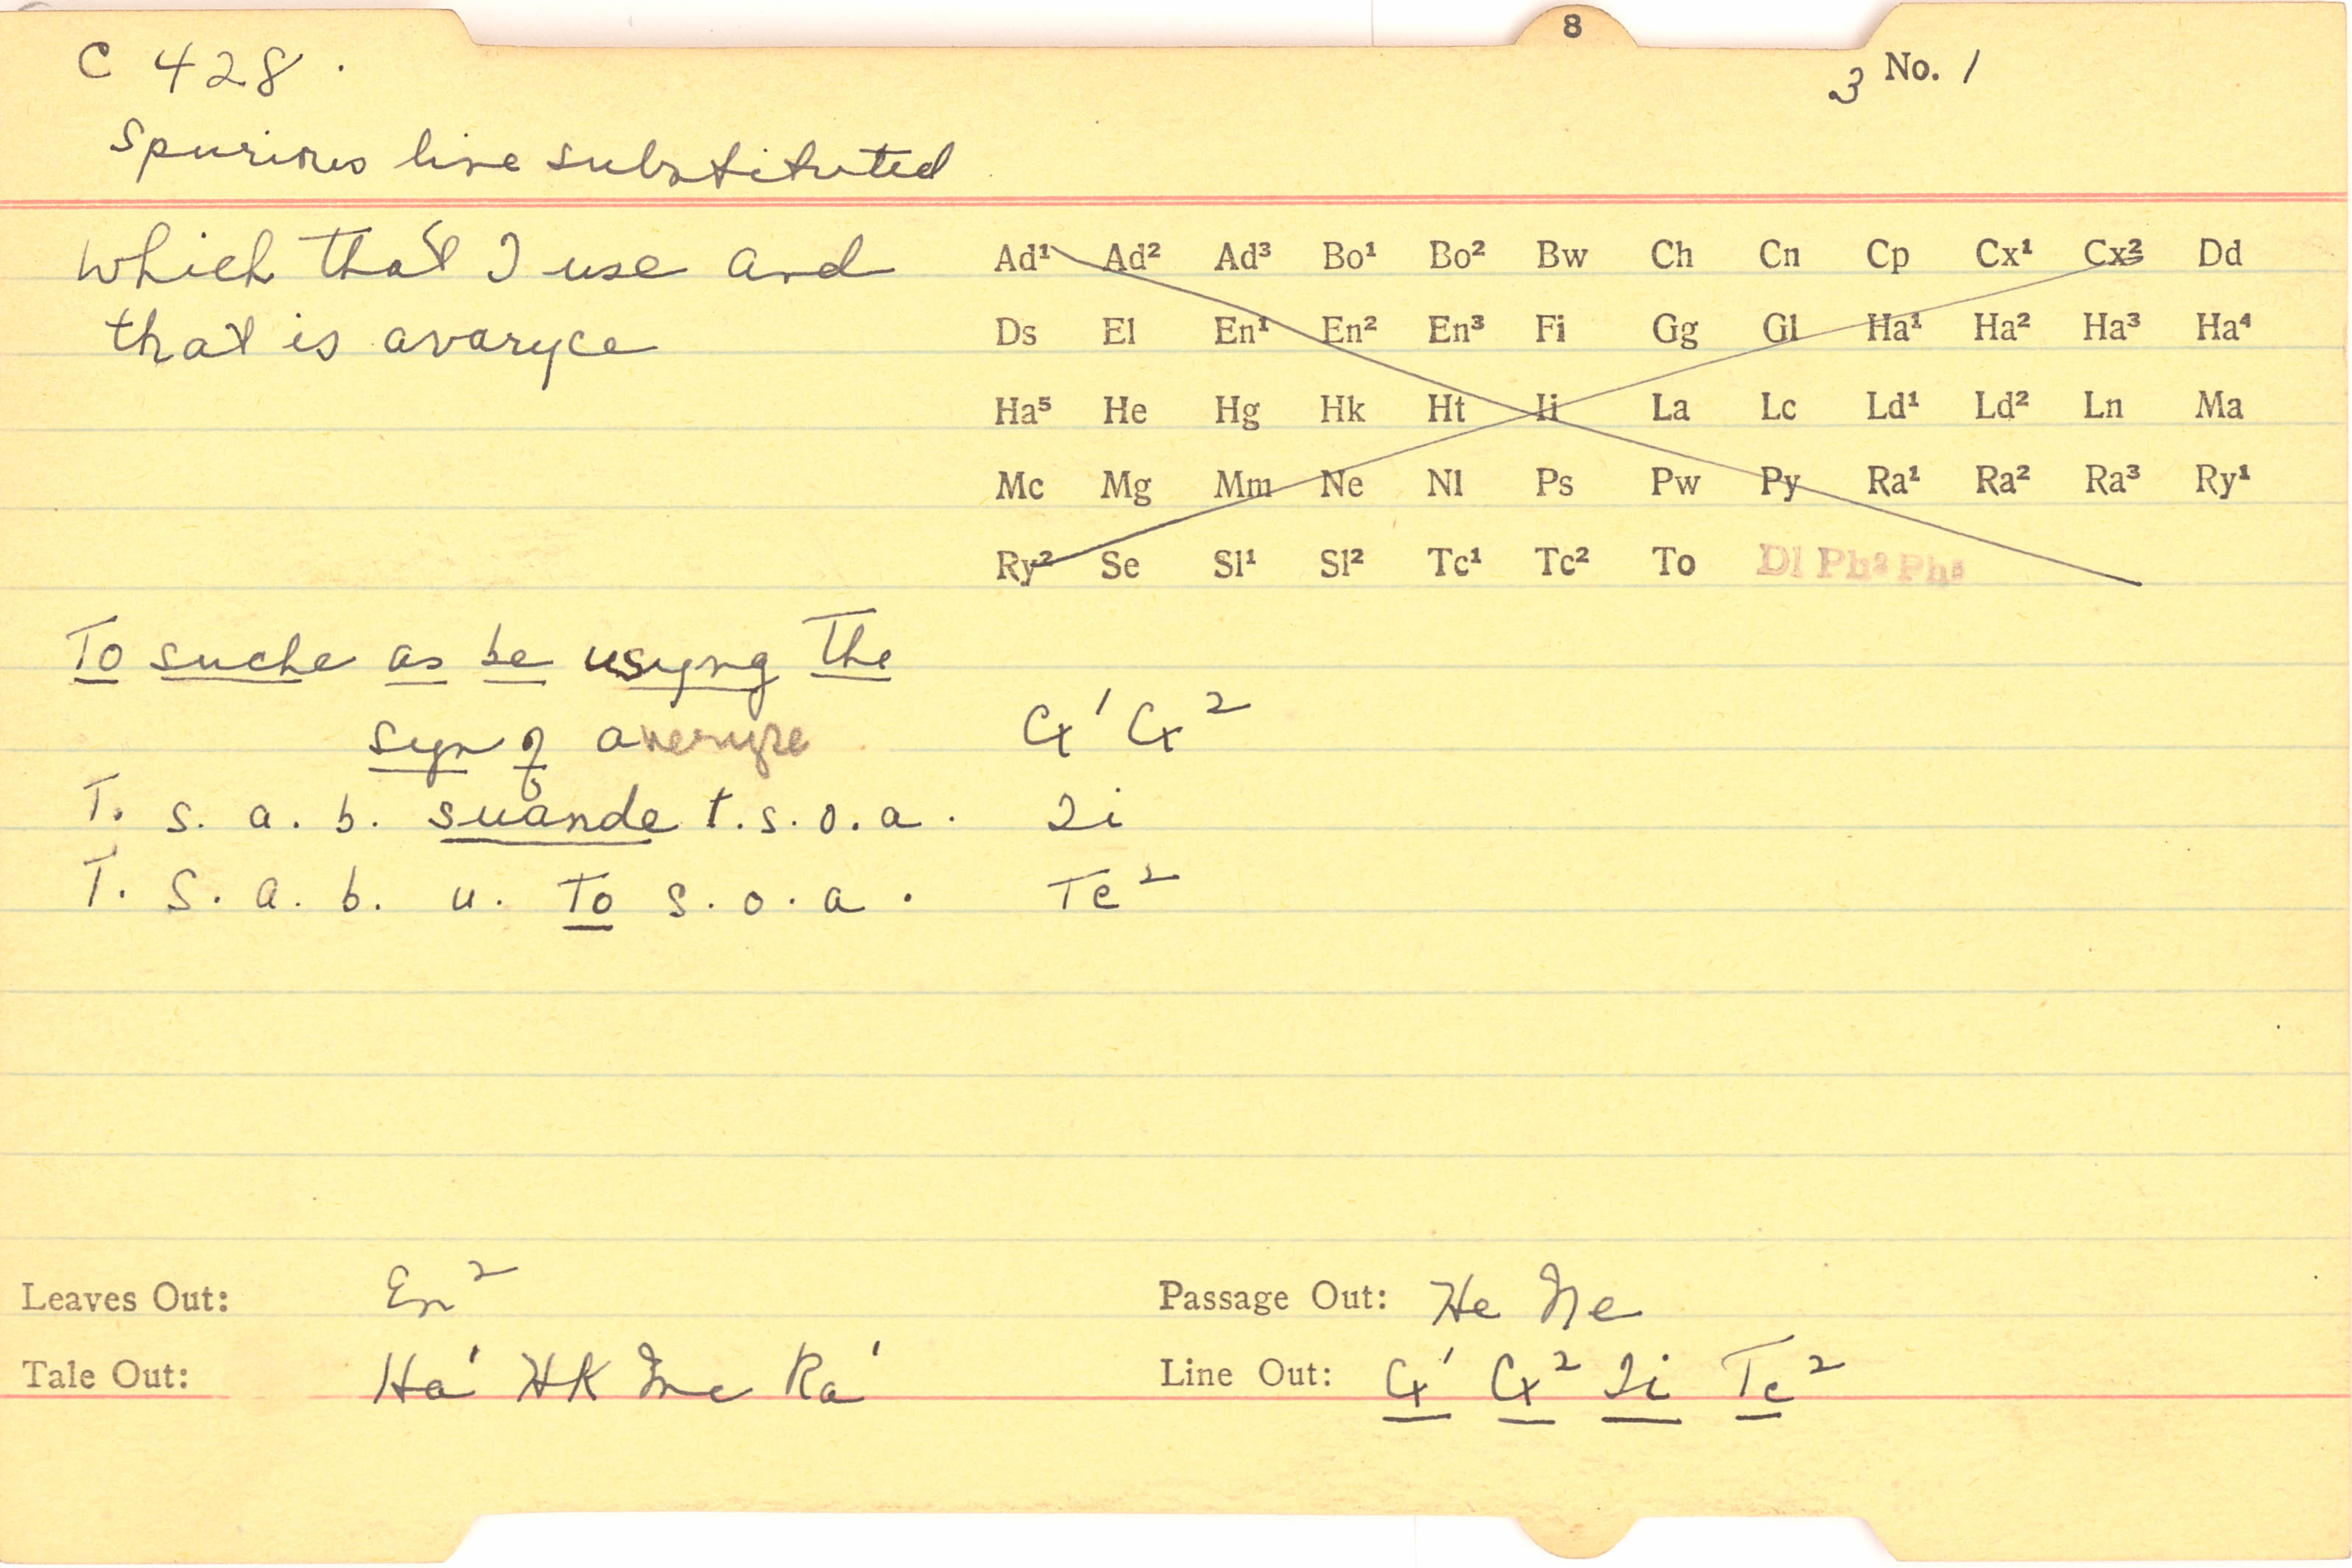 8
C 428.
3 No. 1
Spurious line substituted
which that I use and
that is avaryce
Ad¹ Ad² Ad³ Bo¹ Bo² Bw Ch Cn Cp Cx¹ Cx² Dd
Ds El En¹ En² En³ Fi Gg Gl Ha¹ Ha² Ha³ Ha⁴
Ha⁵ He Hg Hk Ht Ii La Lc Ld¹ Ld² Ln Ma
Mc Mg Mm Ne Nl Ps Pw Py Ra¹ Ra² Ra³ Ry¹
Ry² Se Sl¹ Sl² Tc¹ Tc² To Dl Ph² Ph³
To suche as be usyng the
syn of averyce Cx¹ Cx²
T. s. a. b. suande t. s. o. a. Ii
T. S. a. b. u. To s. o. a. Tc²
Leaves Out: En² Passage Out: He Ne
Tale Out: Ha¹ Hk Mc Ra¹ Line Out: Cx¹ Cx² Ii Tc²